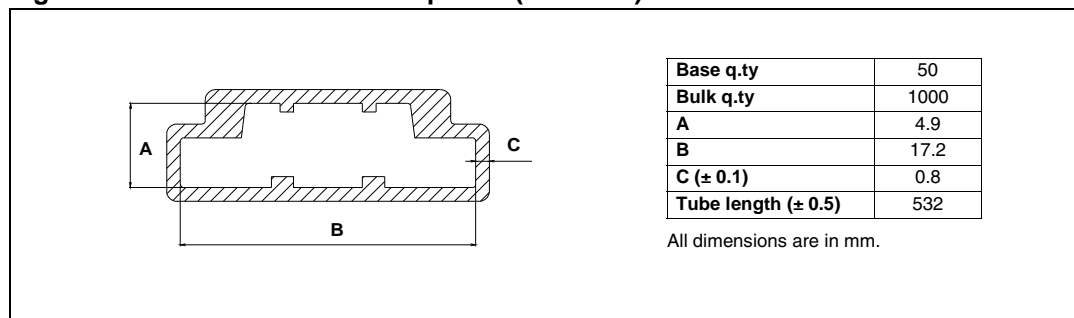 A
B
C
Base q.ty 50
Bulk q.ty 1000
A 4.9
B 17.2
C (± 0.1) 0.8
Tube length (± 0.5) 532
All dimensions are in mm.